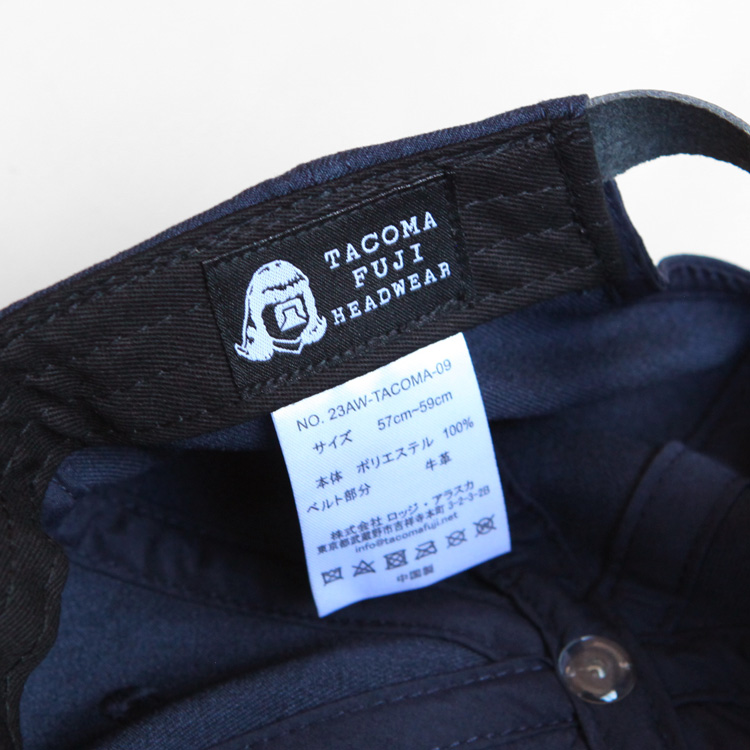 TACOMA
FUJI
HEADWEAR
NO. 23AW-TACOMA-09
サイズ 57cm~59cm
本体 ポリエステル 100%
ベルト部分 牛革
株式会社 ロッジ・アラスカ
東京都武蔵野市吉祥寺本町 3-2-3-2B
info@tacomafuji.net
中国製